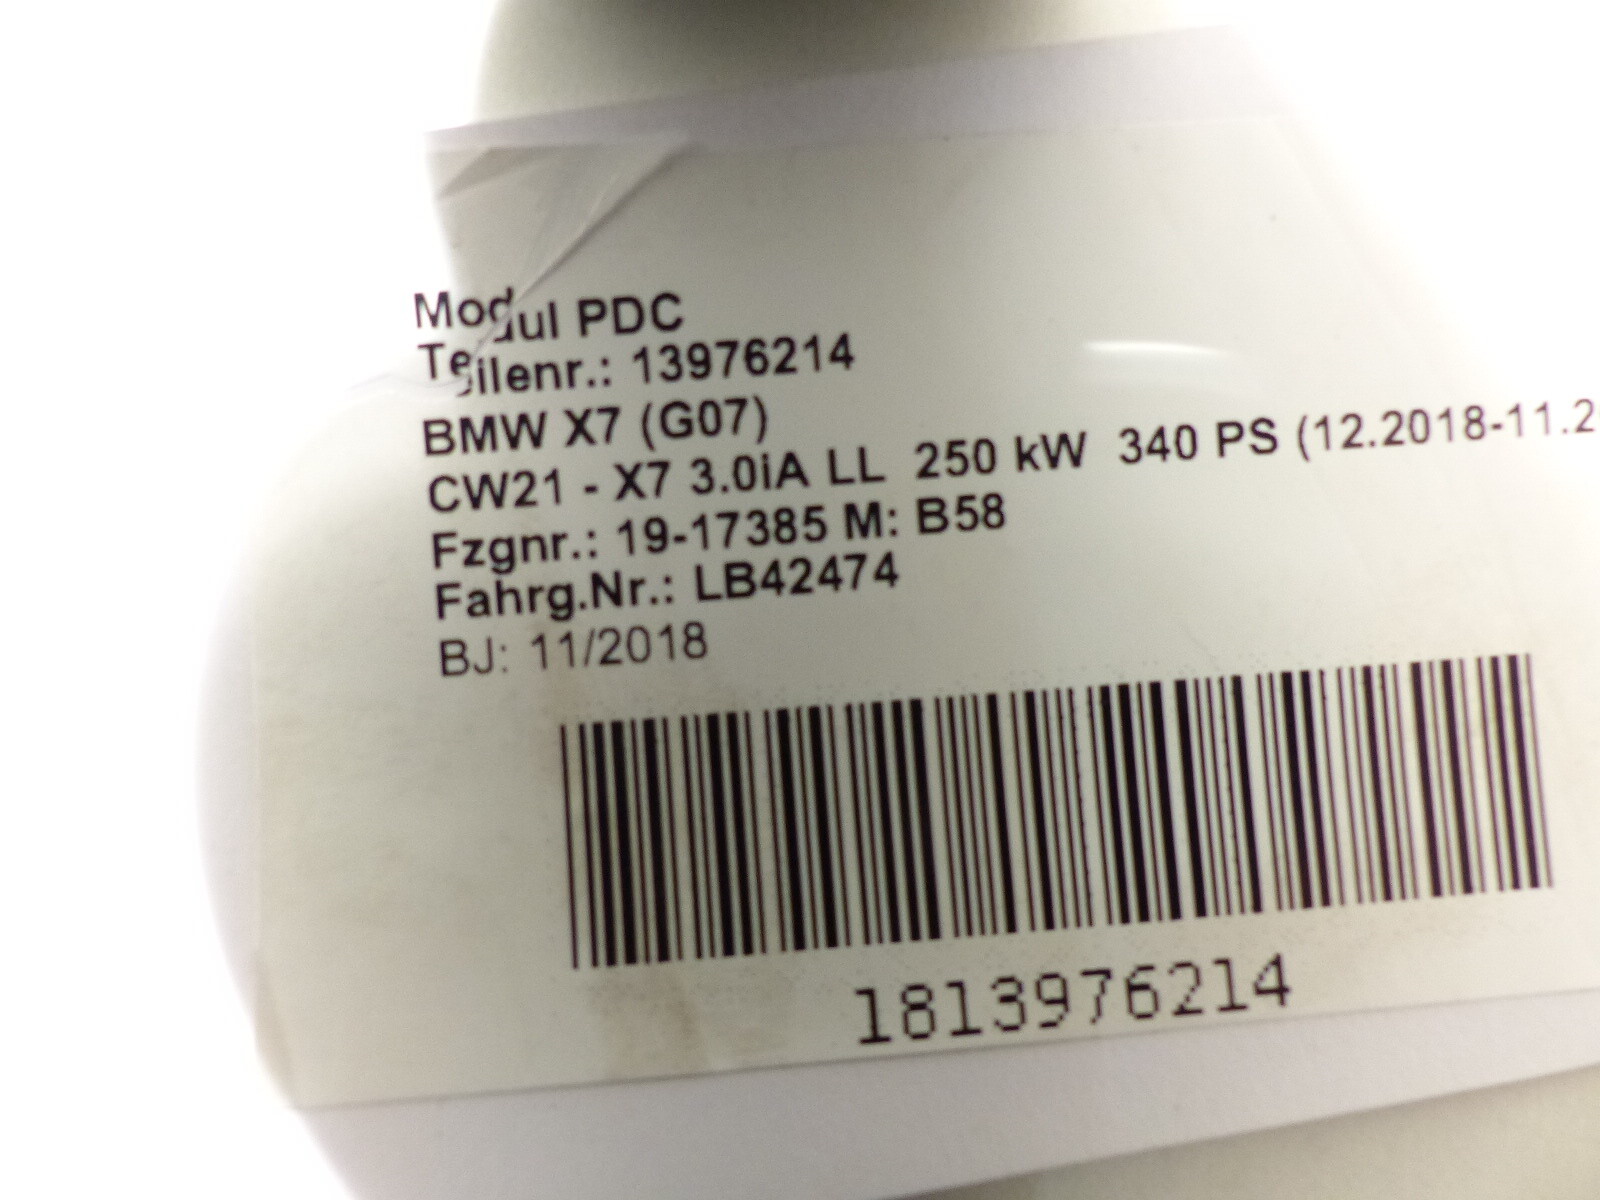 Modul PDC
Teilenr.: 13976214
BMW X7 (G07)
CW21 - X7 3.0iA LL 250 kW 340 PS (12.2018-11.2
Fzgnr.: 19-17385 M: B58
Fahrg.Nr.: LB42474
BJ: 11/2018
1813976214